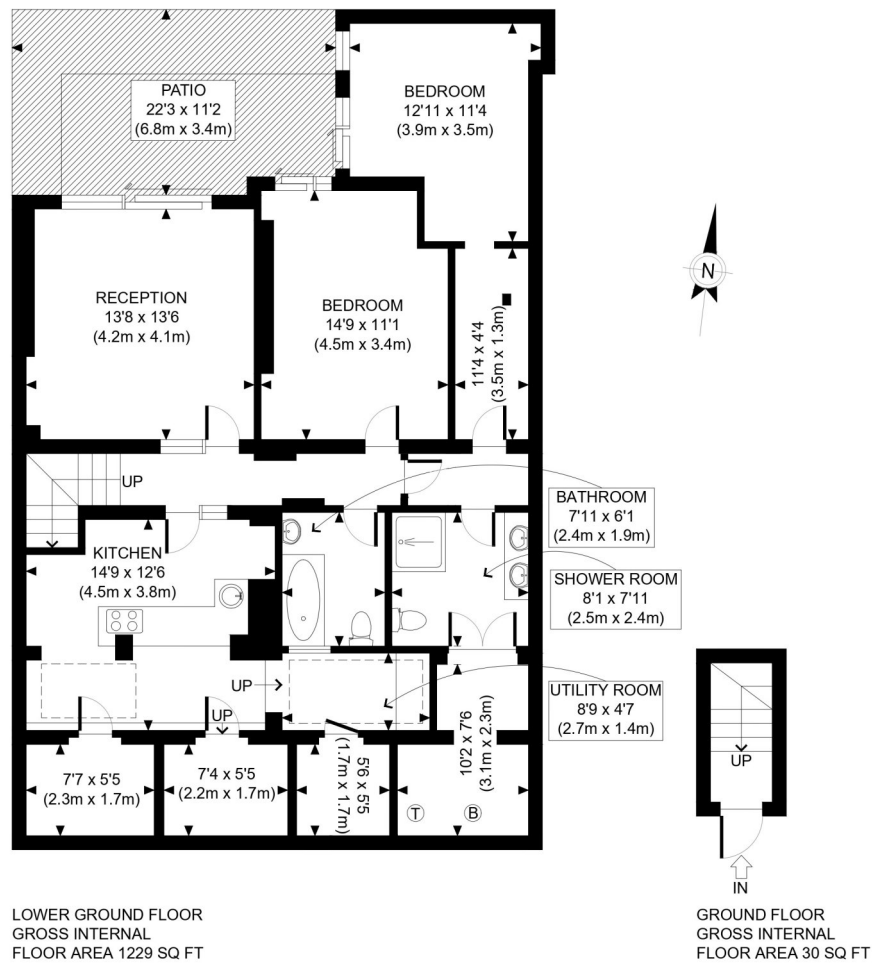 PATIO
22'3 x 11'2
(6.8m x 3.4m)
BEDROOM
12'11 x 11'4
(3.9m x 3.5m)
RECEPTION
13'8 x 13'6
(4.2m x 4.1m)
BEDROOM
14'9 x 11'1
(4.5m x 3.4m)
11'4 x 4'4
(3.5m x 1.3m)
N
UP
KITCHEN
14'9 x 12'6
(4.5m x 3.8m)
BATHROOM
7'11 x 6'1
(2.4m x 1.9m)
SHOWER ROOM
8'1 x 7'11
(2.5m x 2.4m)
UTILITY ROOM
8'9 x 4'7
(2.7m x 1.4m)
UP
UP
10'2 x 7'6
(3.1m x 2.3m)
7'7 x 5'5
(2.3m x 1.7m)
7'4 x 5'5
(2.2m x 1.7m)
5'6 x 5'5
(1.7m x 1.7m)
T
B
UP
IN
LOWER GROUND FLOOR
GROSS INTERNAL
FLOOR AREA 1229 SQ FT
GROUND FLOOR
GROSS INTERNAL
FLOOR AREA 30 SQ FT